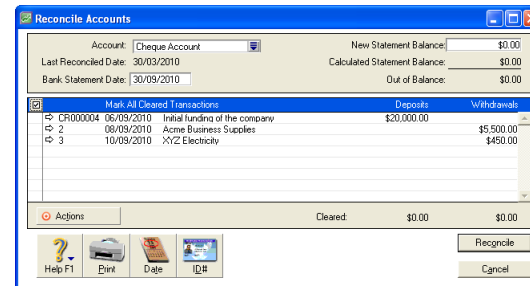 Reconcile Accounts
Account: Cheque Account New Statement Balance: $0.00
Last Reconciled Date: 30/03/2010 Calculated Statement Balance: $0.00
Bank Statement Date: 30/09/2010 Out of Balance: $0.00
Mark All Cleared Transactions Deposits Withdrawals
CR000004 06/09/2010 Initial funding of the company $20,000.00
2 08/09/2010 Acme Business Supplies $5,500.00
3 10/09/2010 XYZ Electricity $450.00
Actions Cleared: $0.00 $0.00
Reconcile
Help F1 Print Date ID# Cancel